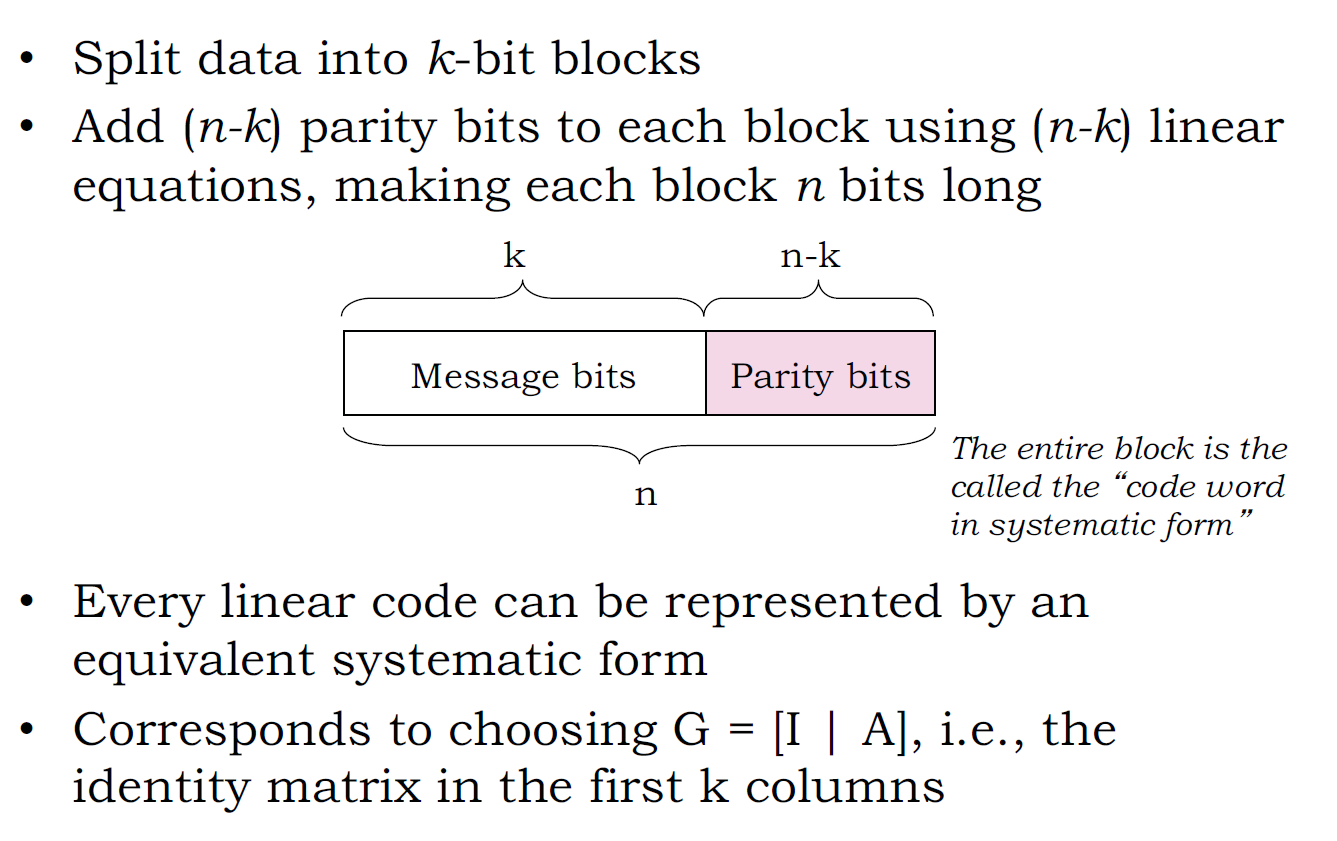 • Split data into k-bit blocks
• Add (n-k) parity bits to each block using (n-k) linear
equations, making each block n bits long
k
n-k
Message bits
Parity bits
n
The entire block is the
called the “code word
in systematic form”
• Every linear code can be represented by an
equivalent systematic form
• Corresponds to choosing G = [I | A], i.e., the
identity matrix in the first k columns